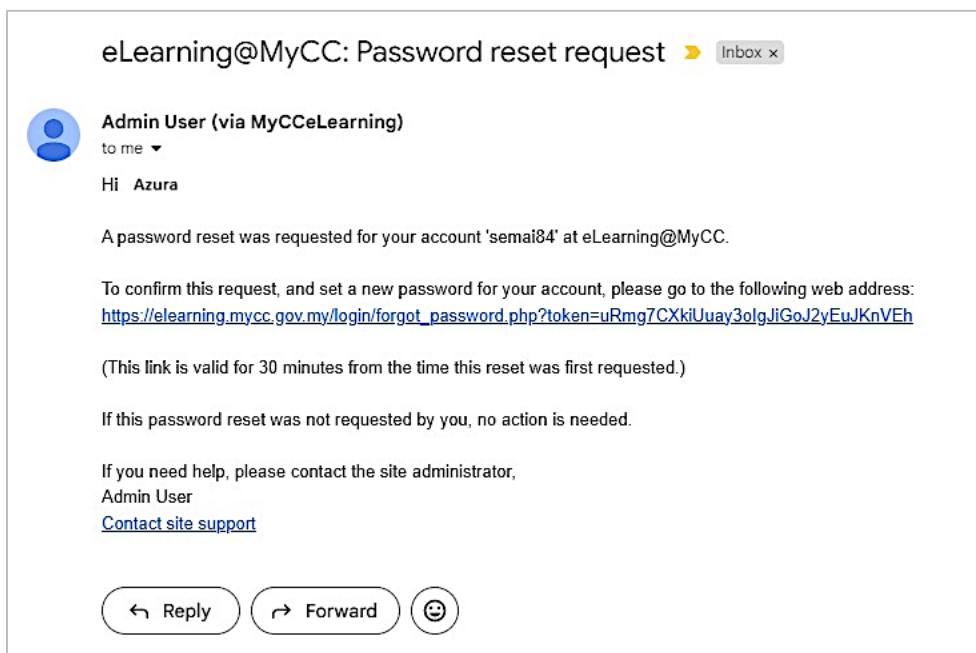 eLearning@MyCC: Password reset request Inbox x
Admin User (via MyCCeLearning)
to me
Hi Azura
A password reset was requested for your account 'semai84' at eLearning@MyCC.
To confirm this request, and set a new password for your account, please go to the following web address:
https://elearning.mycc.gov.my/login/forgot_password.php?token=uRmg7CXkiUuay3olgJiGoJ2yEuJKnVEh
(This link is valid for 30 minutes from the time this reset was first requested.)
If this password reset was not requested by you, no action is needed.
If you need help, please contact the site administrator,
Admin User
Contact site support
Reply Forward